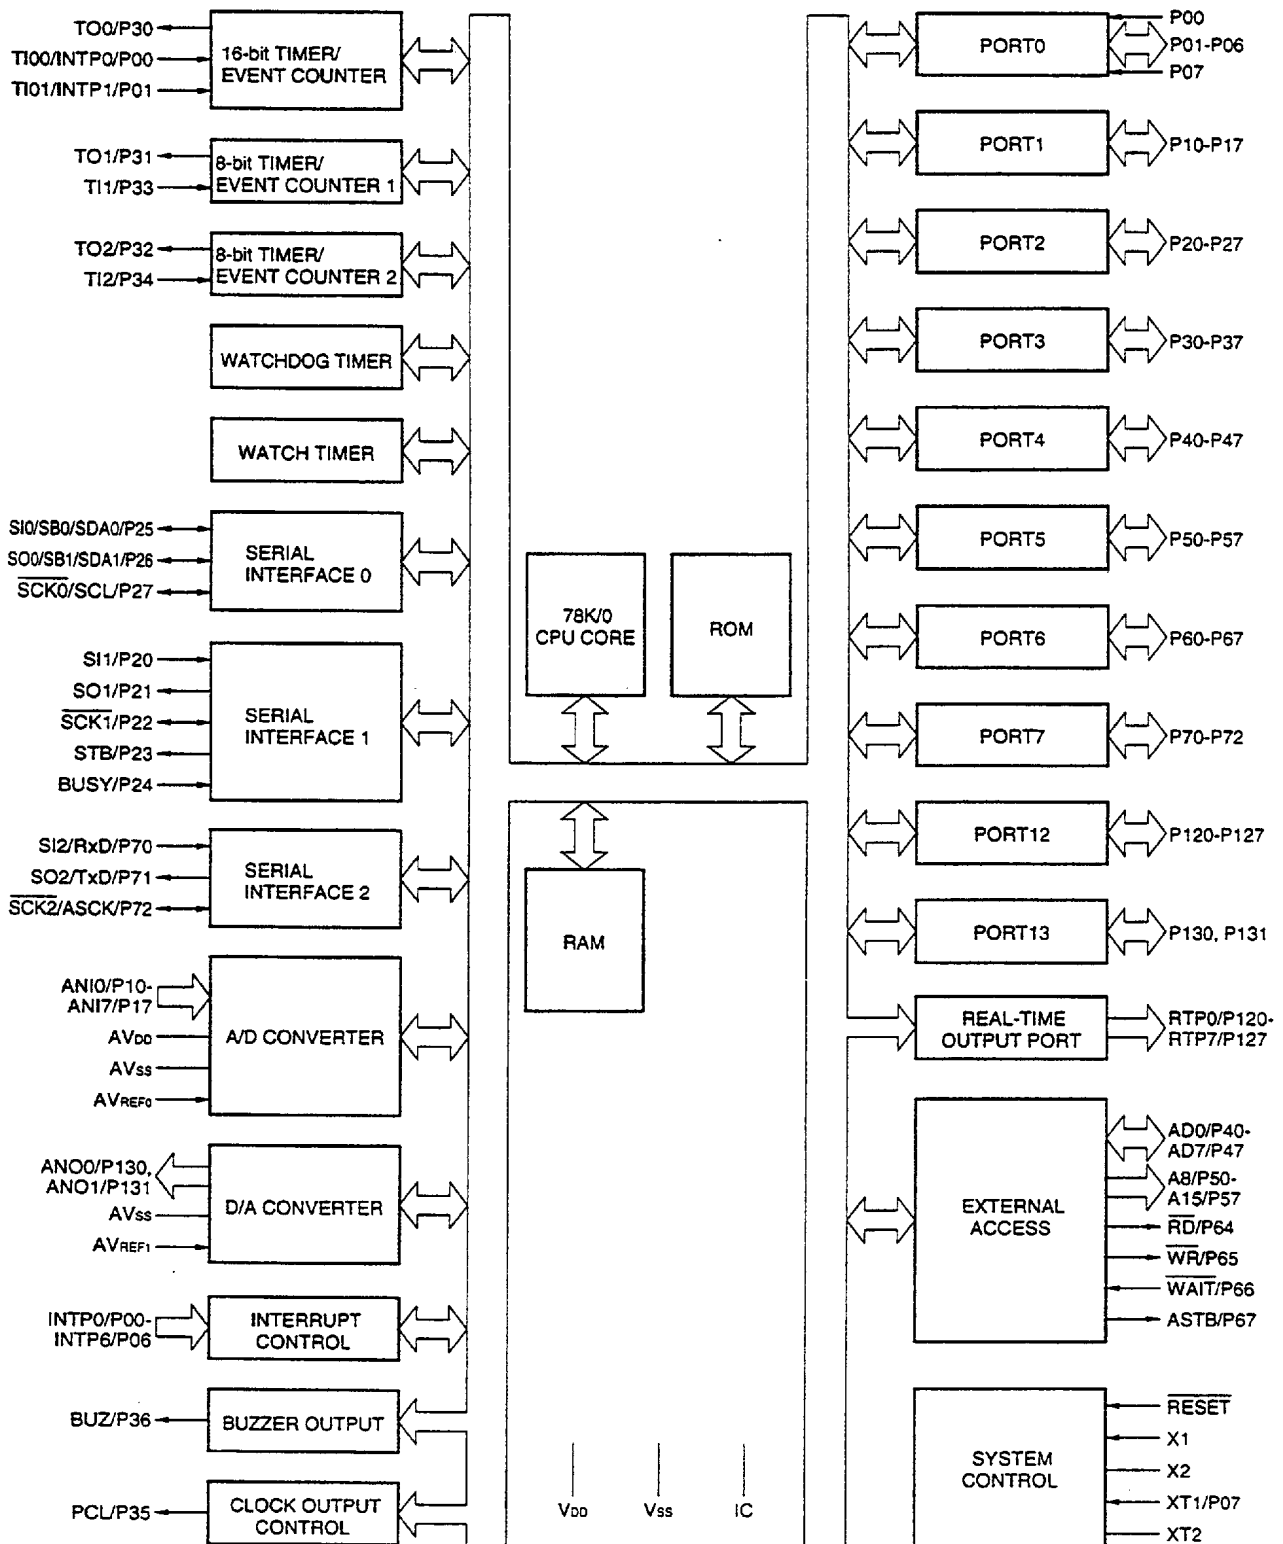 TO0/P30
TI00/INTP0/P00
TI01/INTP1/P01
16-bit TIMER/
EVENT COUNTER
TO1/P31
TI1/P33
8-bit TIMER/
EVENT COUNTER 1
TO2/P32
TI2/P34
8-bit TIMER/
EVENT COUNTER 2
WATCHDOG TIMER
WATCH TIMER
SI0/SB0/SDA0/P25
SO0/SB1/SDA1/P26
SCK0/SCL/P27
SERIAL
INTERFACE 0
SI1/P20
SO1/P21
SCK1/P22
STB/P23
BUSY/P24
SERIAL
INTERFACE 1
SI2/RxD/P70
SO2/TxD/P71
SCK2/ASCK/P72
SERIAL
INTERFACE 2
ANI0/P10-
ANI7/P17
AVDD
AVSS
AVREF0
A/D CONVERTER
ANO0/P130,
ANO1/P131
AVSS
AVREF1
D/A CONVERTER
INTP0/P00-
INTP6/P06
INTERRUPT
CONTROL
BUZ/P36
BUZZER OUTPUT
PCL/P35
CLOCK OUTPUT
CONTROL
78K/0
CPU CORE
ROM
RAM
VDD
VSS
IC
PORT0
P00
P01-P06
P07
PORT1
P10-P17
PORT2
P20-P27
PORT3
P30-P37
PORT4
P40-P47
PORT5
P50-P57
PORT6
P60-P67
PORT7
P70-P72
PORT12
P120-P127
PORT13
P130, P131
REAL-TIME
OUTPUT PORT
RTP0/P120-
RTP7/P127
EXTERNAL
ACCESS
AD0/P40-
AD7/P47
A8/P50-
A15/P57
RD/P64
WR/P65
WAIT/P66
ASTB/P67
SYSTEM
CONTROL
RESET
X1
X2
XT1/P07
XT2